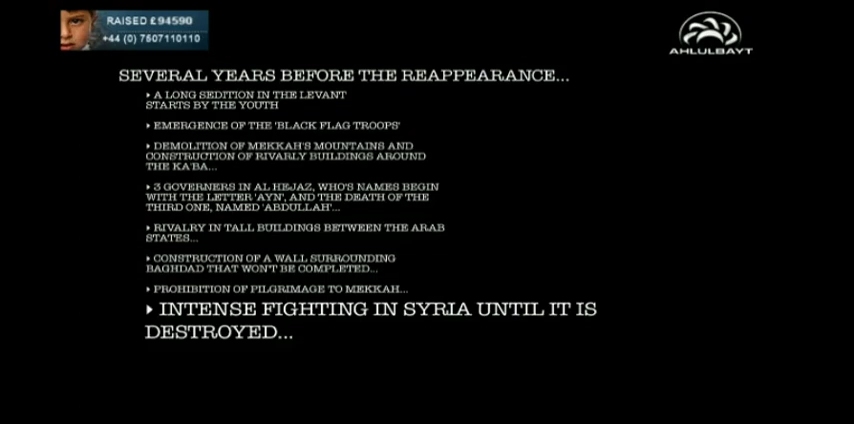 RAISED £94590
+44 (0) 7507110110
AHLULBAYT
SEVERAL YEARS BEFORE THE REAPPEARANCE...
‣ A LONG SEDITION IN THE LEVANT
STARTS BY THE YOUTH
‣ EMERGENCE OF THE 'BLACK FLAG TROOPS'
‣ DEMOLITION OF MEKKAH'S MOUNTAINS AND
CONSTRUCTION OF RIVARLY BUILDINGS AROUND
THE KA'BA...
‣ 3 GOVERNERS IN AL HEJAZ, WHO'S NAMES BEGIN
WITH THE LETTER 'AYN', AND THE DEATH OF THE
THIRD ONE, NAMED 'ABDULLAH'...
‣ RIVALRY IN TALL BUILDINGS BETWEEN THE ARAB
STATES...
‣ CONSTRUCTION OF A WALL SURROUNDING
BAGHDAD THAT WON'T BE COMPLETED...
‣ PROHIBITION OF PILGRIMAGE TO MEKKAH...
‣ INTENSE FIGHTING IN SYRIA UNTIL IT IS
DESTROYED...